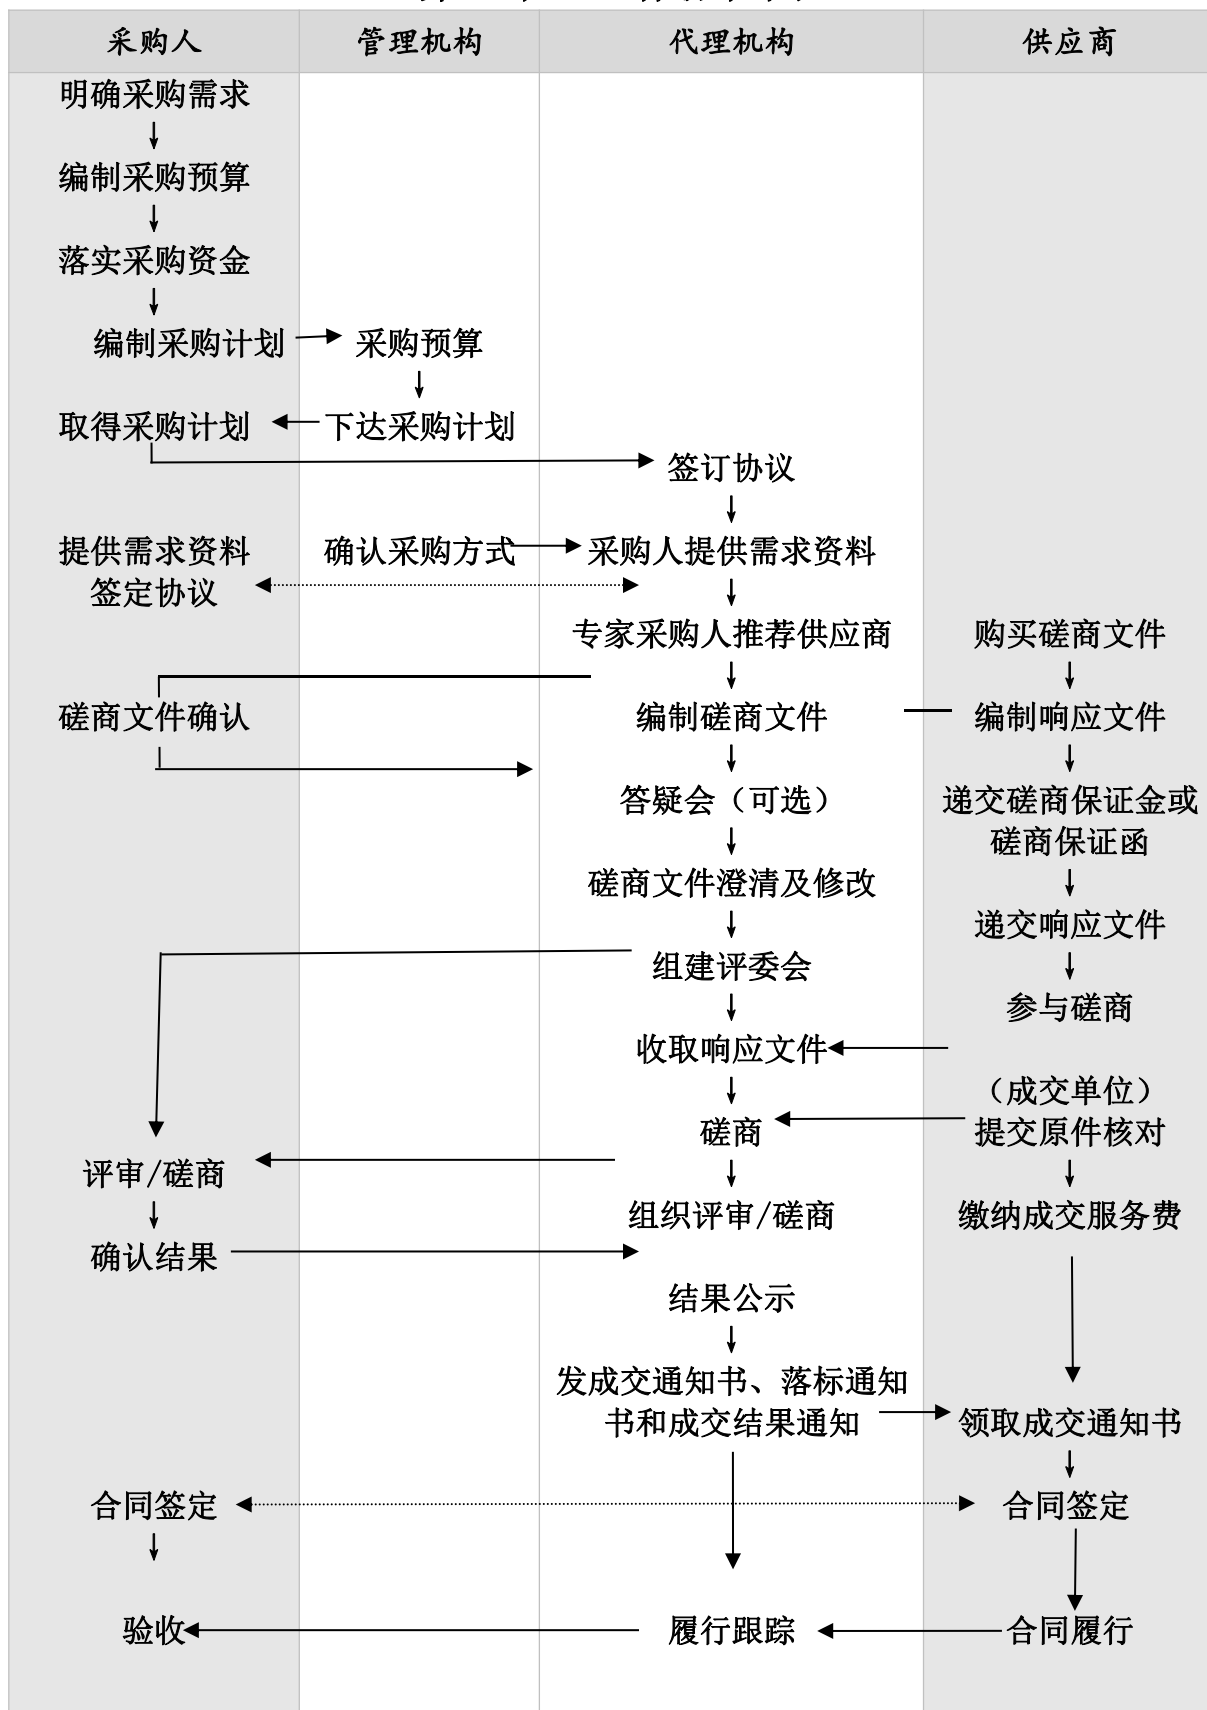 采购人 管理机构 代理机构 供应商
明确采购需求
编制采购预算
落实采购资金
编制采购计划 采购预算
取得采购计划 下达采购计划
签订协议
提供需求资料 确认采购方式 采购人提供需求资料
签定协议
专家采购人推荐供应商 购买磋商文件
磋商文件确认 编制磋商文件 编制响应文件
答疑会（可选） 递交磋商保证金或
磋商保证函
磋商文件澄清及修改
递交响应文件
组建评委会
参与磋商
收取响应文件
（成交单位）
磋商 提交原件核对
评审/磋商
组织评审/磋商 缴纳成交服务费
确认结果
结果公示
发成交通知书、落标通知
书和成交结果通知 领取成交通知书
合同签定 合同签定
验收 履行跟踪 合同履行